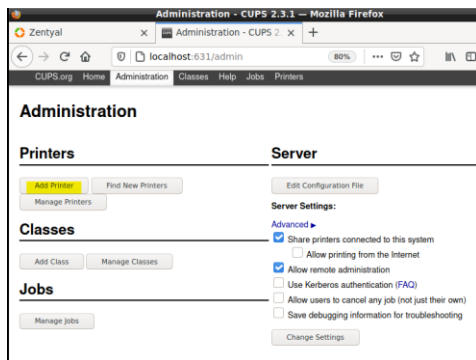 Administration - CUPS 2.3.1 — Mozilla Firefox
Zentyal
Administration - CUPS 2.
localhost:631/admin
80%
CUPS.org Home Administration Classes Help Jobs Printers
Administration
Printers
Add Printer Find New Printers
Manage Printers
Classes
Add Class Manage Classes
Jobs
Manage Jobs
Server
Edit Configuration File
Server Settings:
Advanced
Share printers connected to this system
Allow printing from the Internet
Allow remote administration
Use Kerberos authentication (FAQ)
Allow users to cancel any job (not just their own)
Save debugging information for troubleshooting
Change Settings